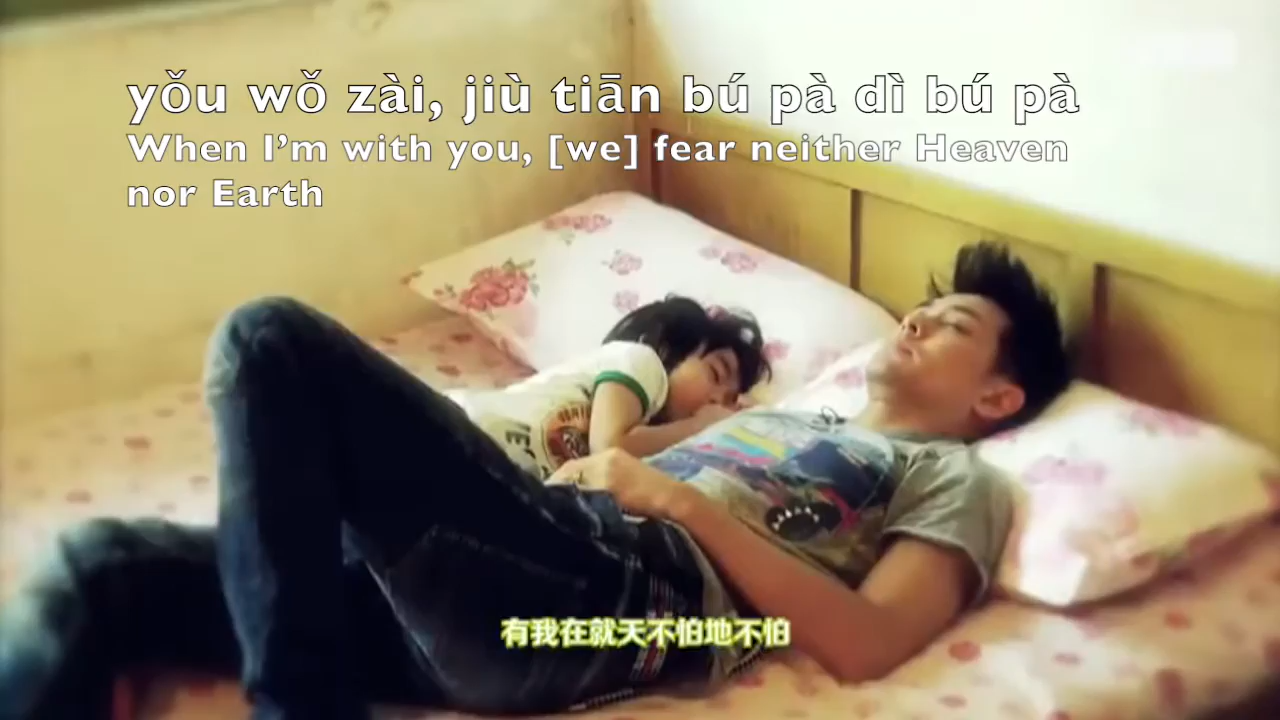 yǒu wǒ zài, jiù tiān bú pà dì bú pà
When I'm with you, [we] fear neither Heaven
nor Earth
有我在就天不怕地不怕